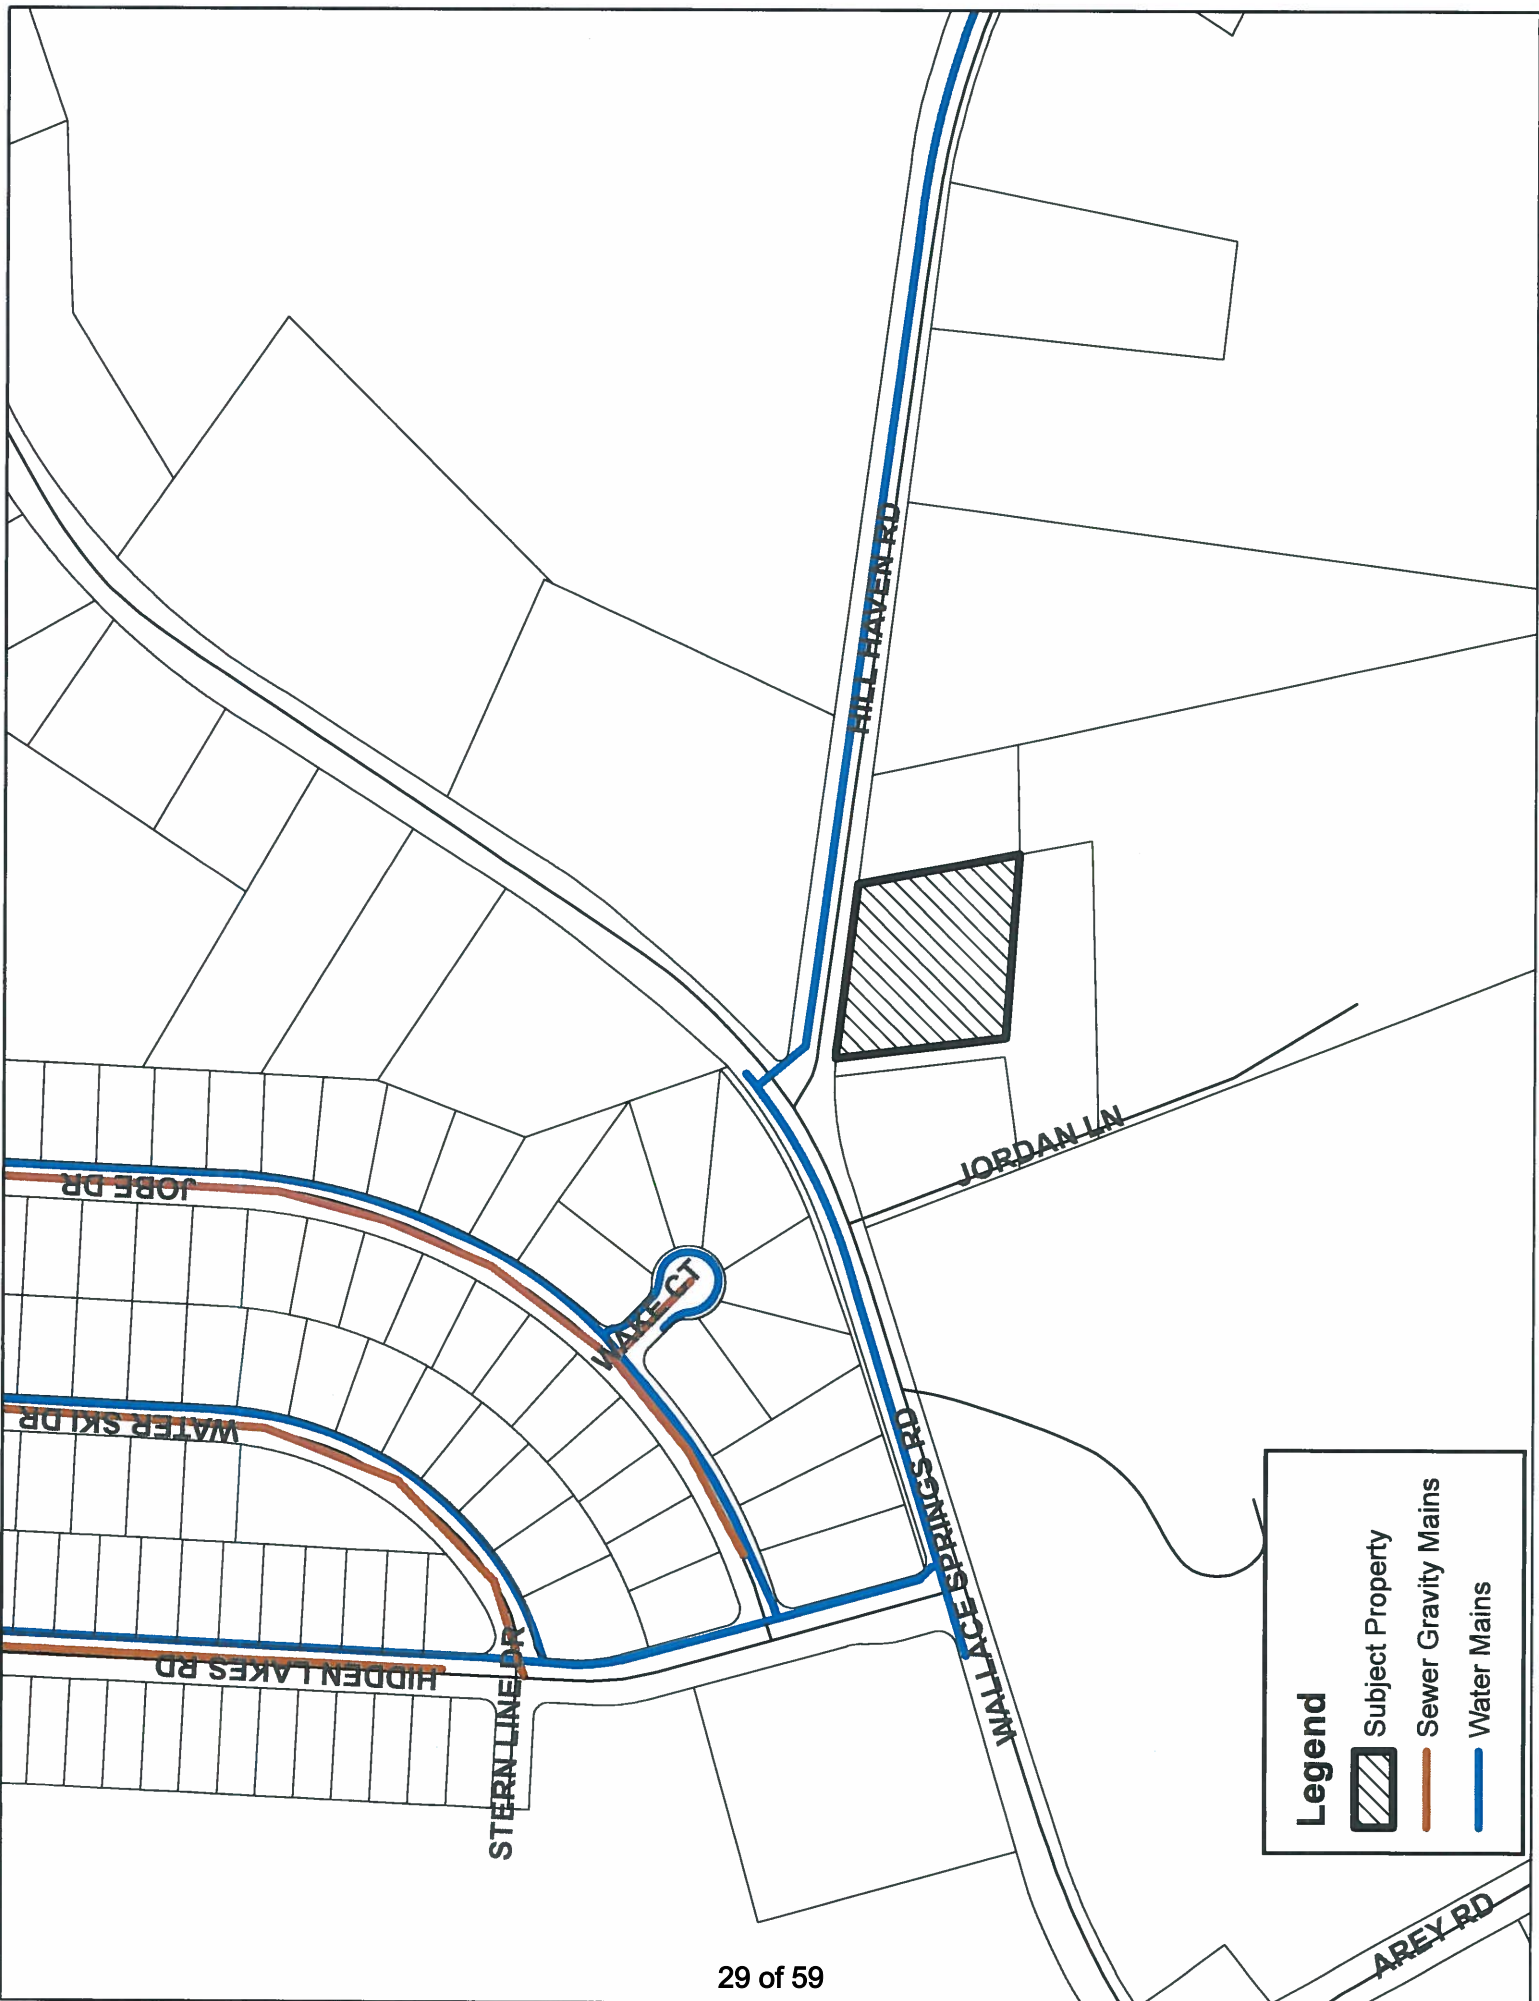 HILL HAVEN RD
JOBE DR
WAKE CT
JORDAN LN
WATER SKI DR
HIDDEN LAKES RD
STERN LINE DR
WALLACE SPRINGS RD
AREY RD
Legend
Subject Property
Sewer Gravity Mains
Water Mains
29 of 59